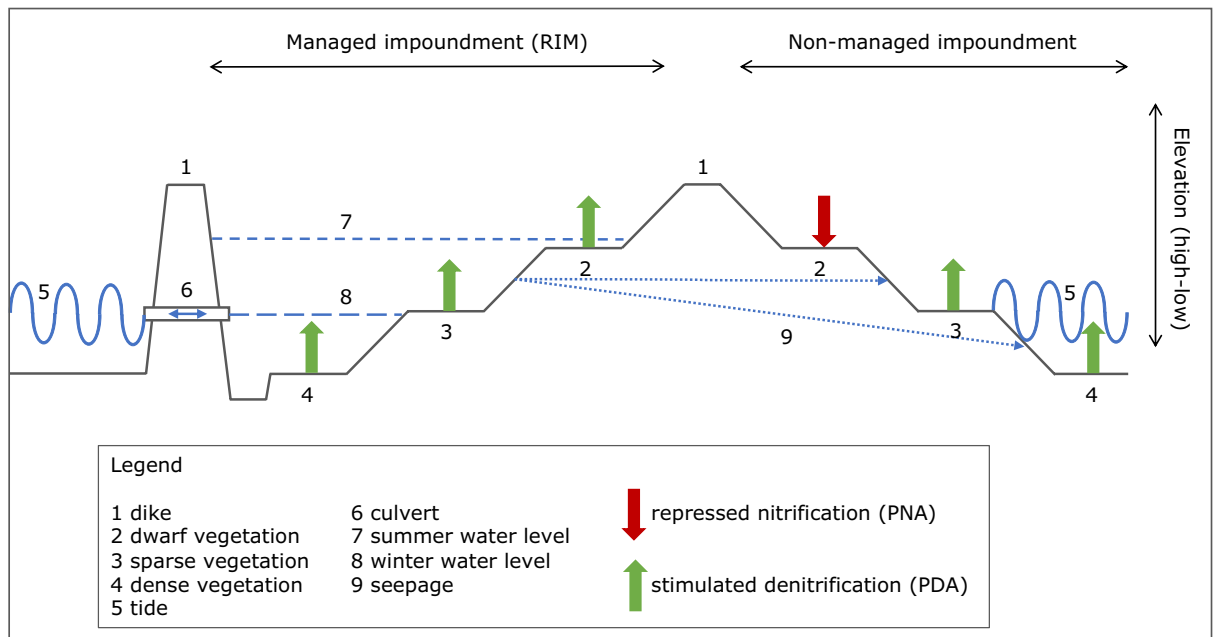 Managed impoundment (RIM)
Non-managed impoundment
Elevation (high-low)
1
1
7
2
2
5
6
8
5
3
9
3
4
4
Legend
1 dike
2 dwarf vegetation
3 sparse vegetation
4 dense vegetation
5 tide
6 culvert
7 summer water level
8 winter water level
9 seepage
repressed nitrification (PNA)
stimulated denitrification (PDA)